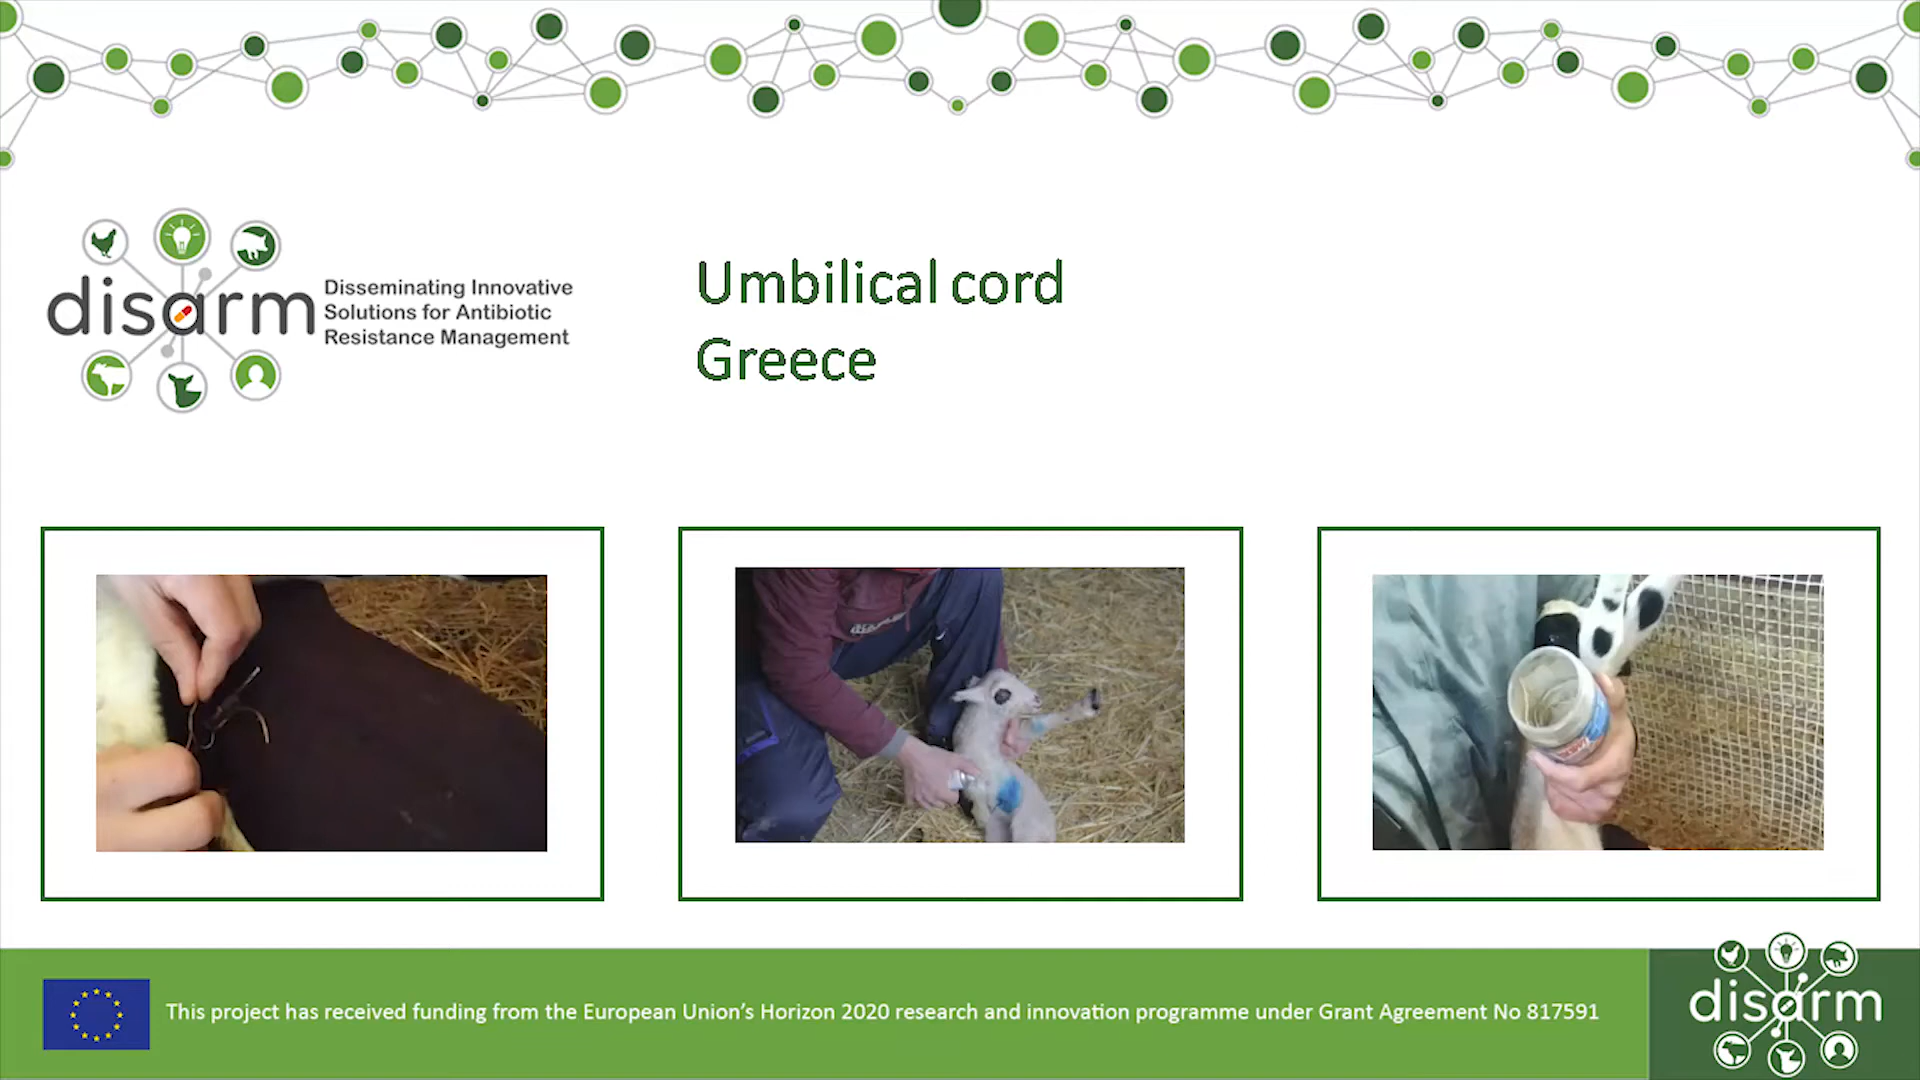 disarm
Disseminating Innovative
Solutions for Antibiotic
Resistance Management
Umbilical cord
Greece
This project has received funding from the European Union's Horizon 2020 research and innovation programme under Grant Agreement No 817591
disarm